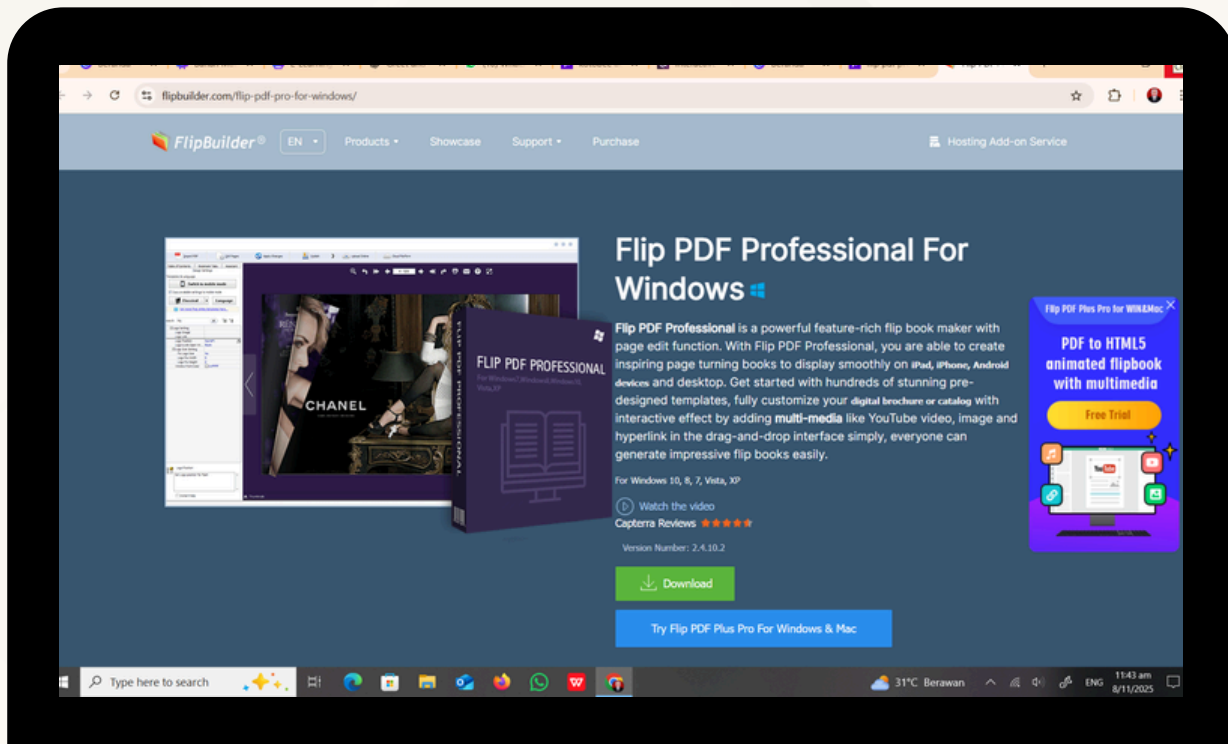 flipbuilder.com/flip-pdf-pro-for-windows/
FlipBuilder®
EN
Products
Showcase
Support
Purchase
Hosting Add-on Service
Flip PDF Professional For
Windows
Flip PDF Professional is a powerful feature-rich flip book maker with
page edit function. With Flip PDF Professional, you are able to create
inspiring page turning books to display smoothly on iPad, iPhone, Android
devices and desktop. Get started with hundreds of stunning pre-
designed templates, fully customize your digital brochure or catalog with
interactive effect by adding multi-media like YouTube video, image and
hyperlink in the drag-and-drop interface simply, everyone can
generate impressive flip books easily.
For Windows 10, 8, 7, Vista, XP
Watch the video
Capterra Reviews
Version Number: 2.4.10.2
Download
Try Flip PDF Plus Pro For Windows & Mac
CHANEL
FLIP PDF PROFESSIONAL
FLIP PDF PROFESSIONAL
Flip PDF Plus Pro for WIN&Mac
PDF to HTML5
animated flipbook
with multimedia
Free Trial
YouTube
Type here to search
31°C Berawan
ENG
11:43 am
8/11/2025